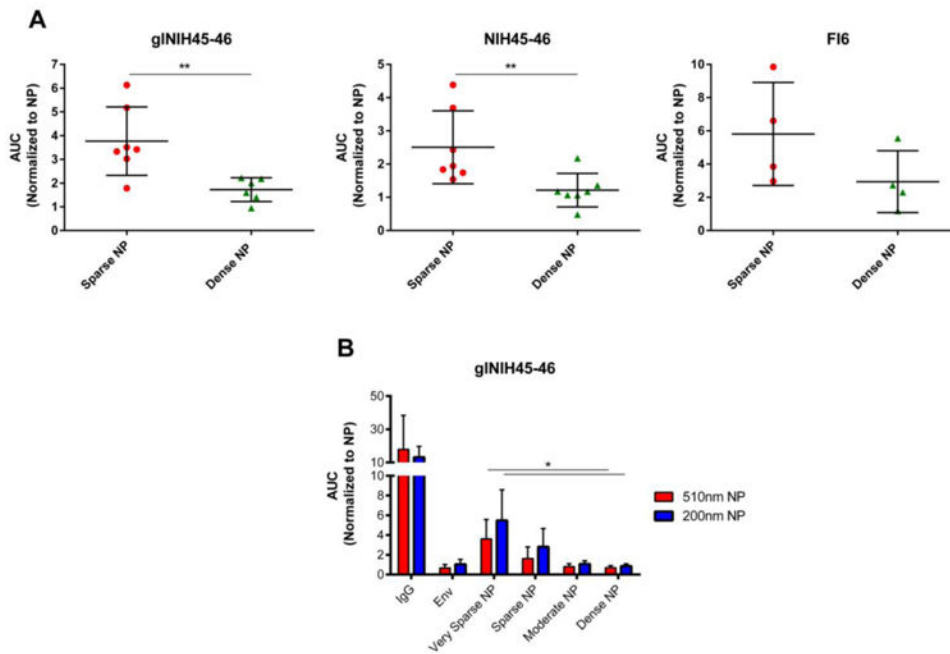 A
gINIH45-46
AUC
(Normalized to NP)
7
6
5
4
3
2
1
0
**
Sparse NP
Dense NP
NIH45-46
AUC
(Normalized to NP)
5
4
3
2
1
0
**
Sparse NP
Dense NP
FI6
AUC
(Normalized to NP)
10
8
6
4
2
0
Sparse NP
Dense NP
B
gINIH45-46
AUC
(Normalized to NP)
50
30
10
10
8
6
4
2
0
*
IgG
Env
Very Sparse NP
Sparse NP
Moderate NP
Dense NP
510nm NP
200nm NP